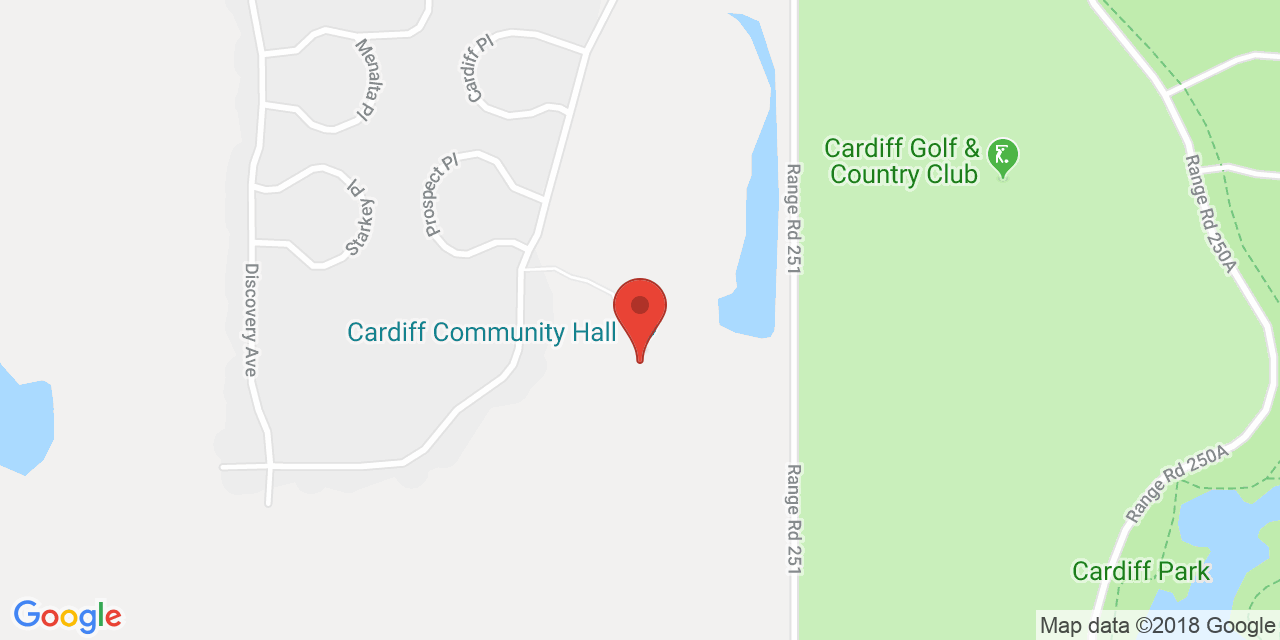 Menalta Pl
Cardiff Pl
Cardiff Golf &
Country Club
Prospect Pl
Starkey Pl
Range Rd 251
Range Rd 250A
Discovery Ave
Cardiff Community Hall
Range Rd 250A
Range Rd 251
Cardiff Park
Google
Map data ©2018 Google